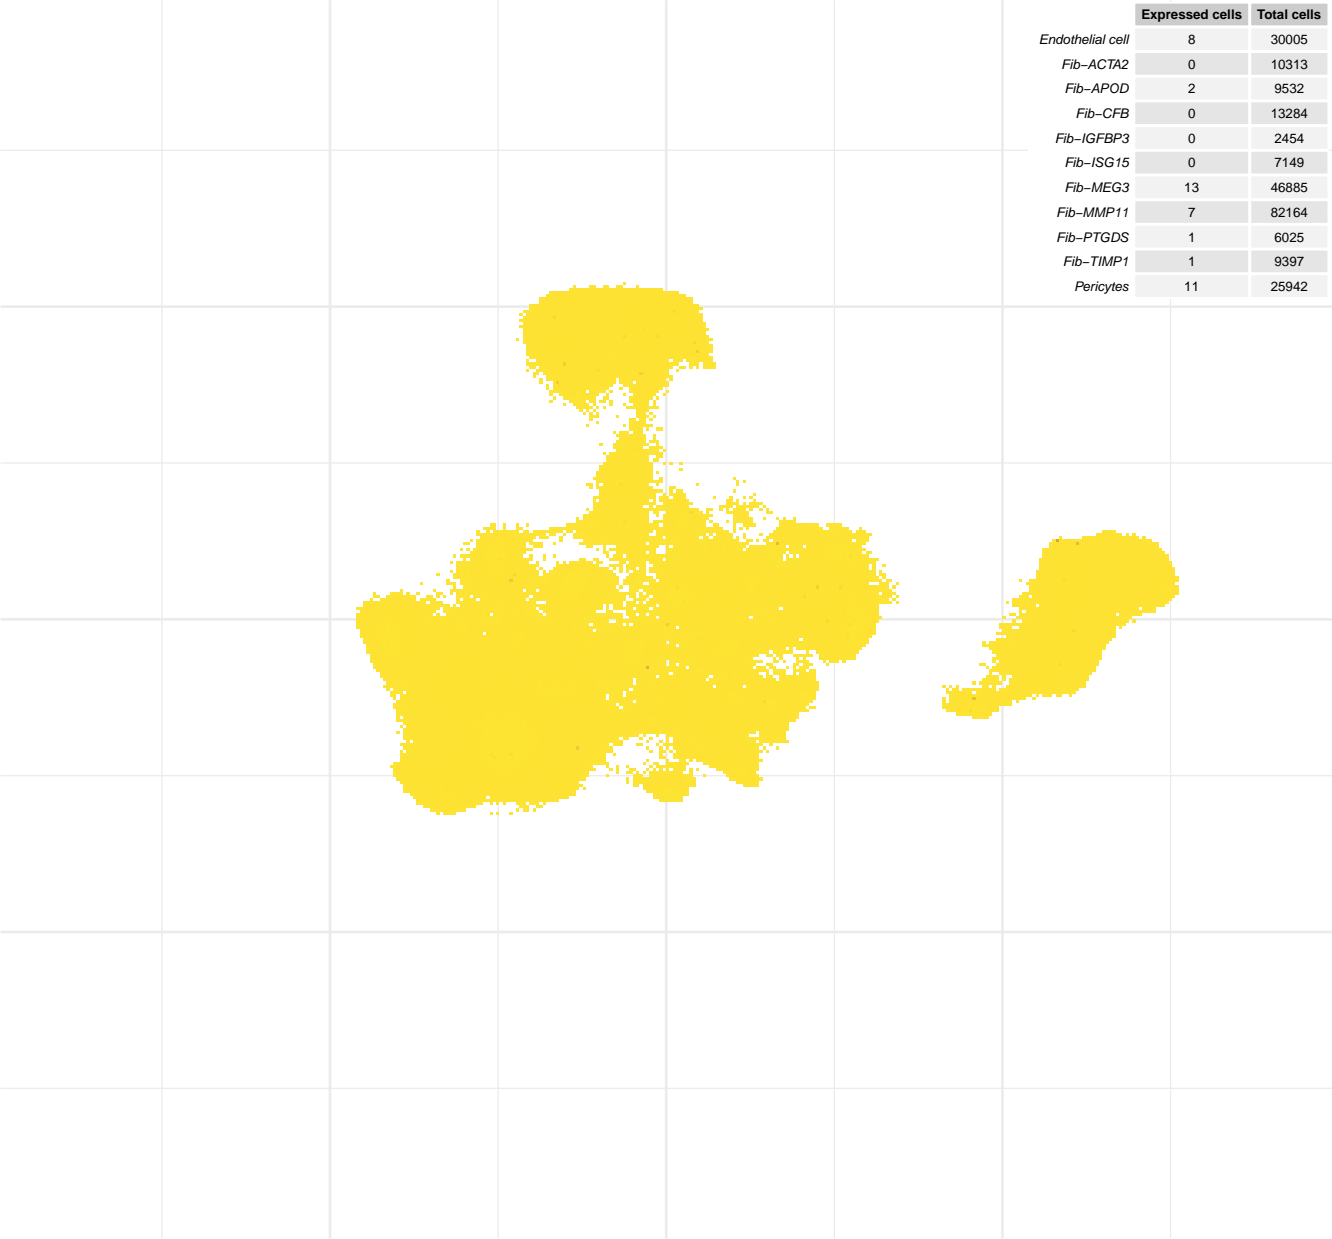 Expressed cells Total cells
Endothelial cell 8 30005
Fib−ACTA2 0 10313
Fib−APOD 2 9532
Fib−CFB 0 13284
Fib−IGFBP3 0 2454
Fib−ISG15 0 7149
Fib−MEG3 13 46885
Fib−MMP11 7 82164
Fib−PTGDS 1 6025
Fib−TIMP1 1 9397
Pericytes 11 25942